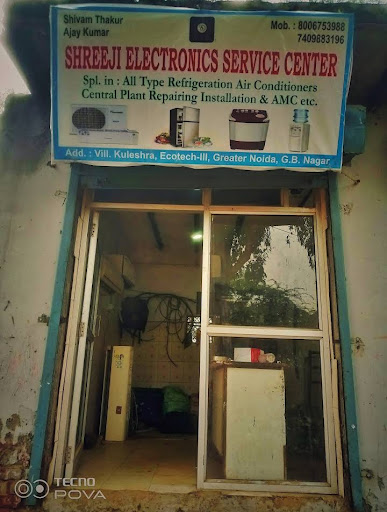 Shivam Thakur
Ajay Kumar
Mob. : 8006753988
7409683196
SHREEJI ELECTRONICS SERVICE CENTER
Spl. in : All Type Refrigeration Air Conditioners
Central Plant Repairing Installation & AMC etc.
Add. : Vill. Kuleshra, Ecotech-III, Greater Noida, G.B. Nagar
TECNO
POVA